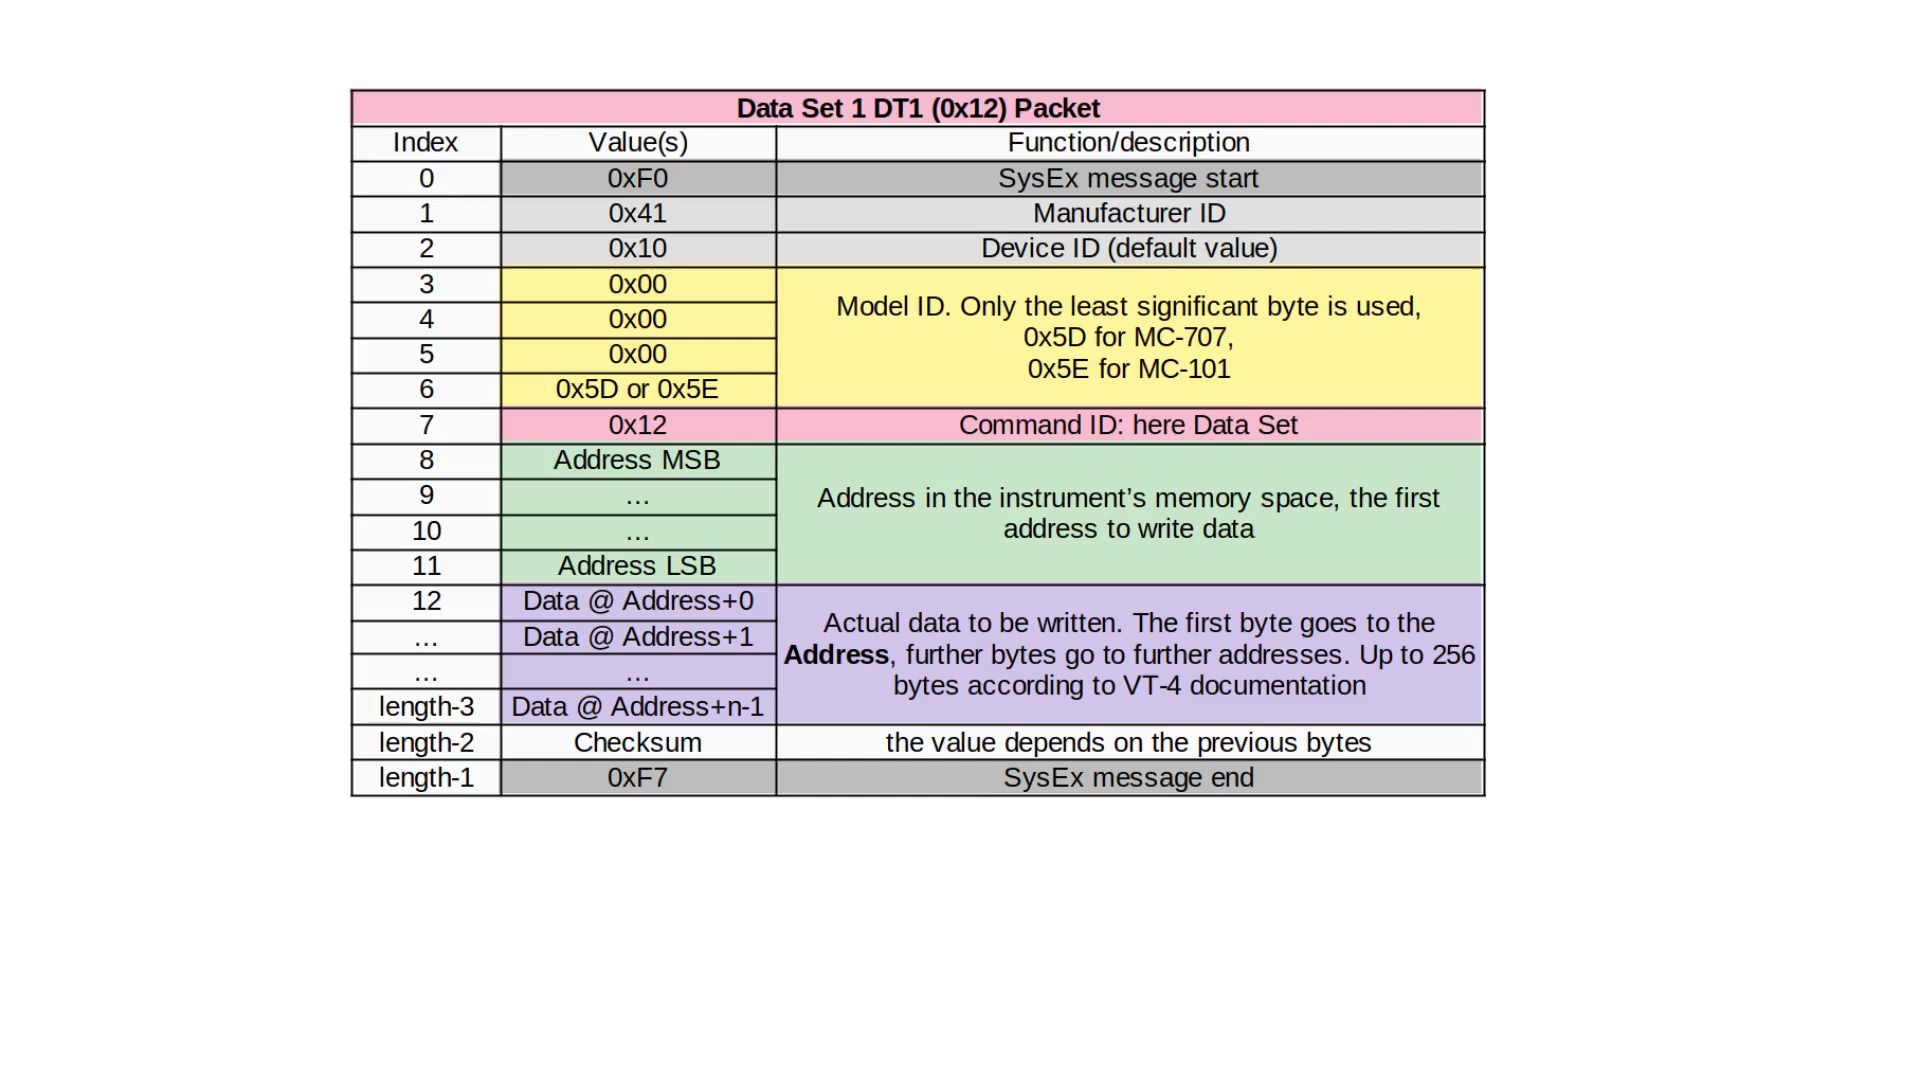 Data Set 1 DT1 (0x12) Packet
Index Value(s) Function/description
0 0xF0 SysEx message start
1 0x41 Manufacturer ID
2 0x10 Device ID (default value)
3 0x00
4 0x00
5 0x00
6 0x5D or 0x5E
Model ID. Only the least significant byte is used,
0x5D for MC-707,
0x5E for MC-101
7 0x12 Command ID: here Data Set
8 Address MSB
9 ...
10 ...
11 Address LSB
Address in the instrument’s memory space, the first
address to write data
12 Data @ Address+0
... Data @ Address+1
... ...
length-3 Data @ Address+n-1
Actual data to be written. The first byte goes to the
Address, further bytes go to further addresses. Up to 256
bytes according to VT-4 documentation
length-2 Checksum the value depends on the previous bytes
length-1 0xF7 SysEx message end